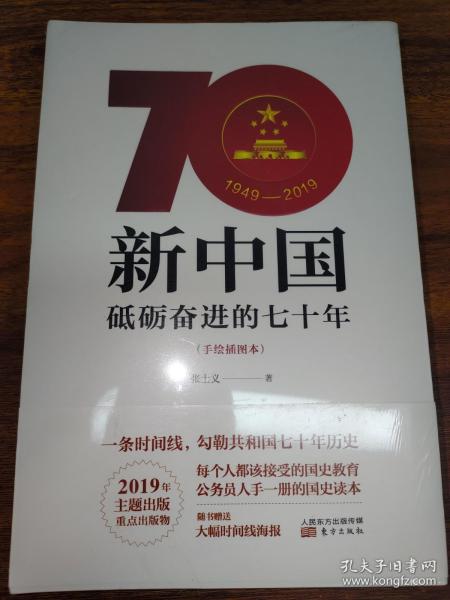 70
1949—2019
新中国
砥砺奋进的七十年
(手绘插图本)
张士义——著
一条时间线,勾勒共和国七十年历史
2019年
主题出版
重点出版物
每个人都该接受的国史教育
公务员人手一册的国史读本
随书赠送
大幅时间线海报
人民东方出版传媒
东方出版社
孔夫子旧书网
www.kongfz.com